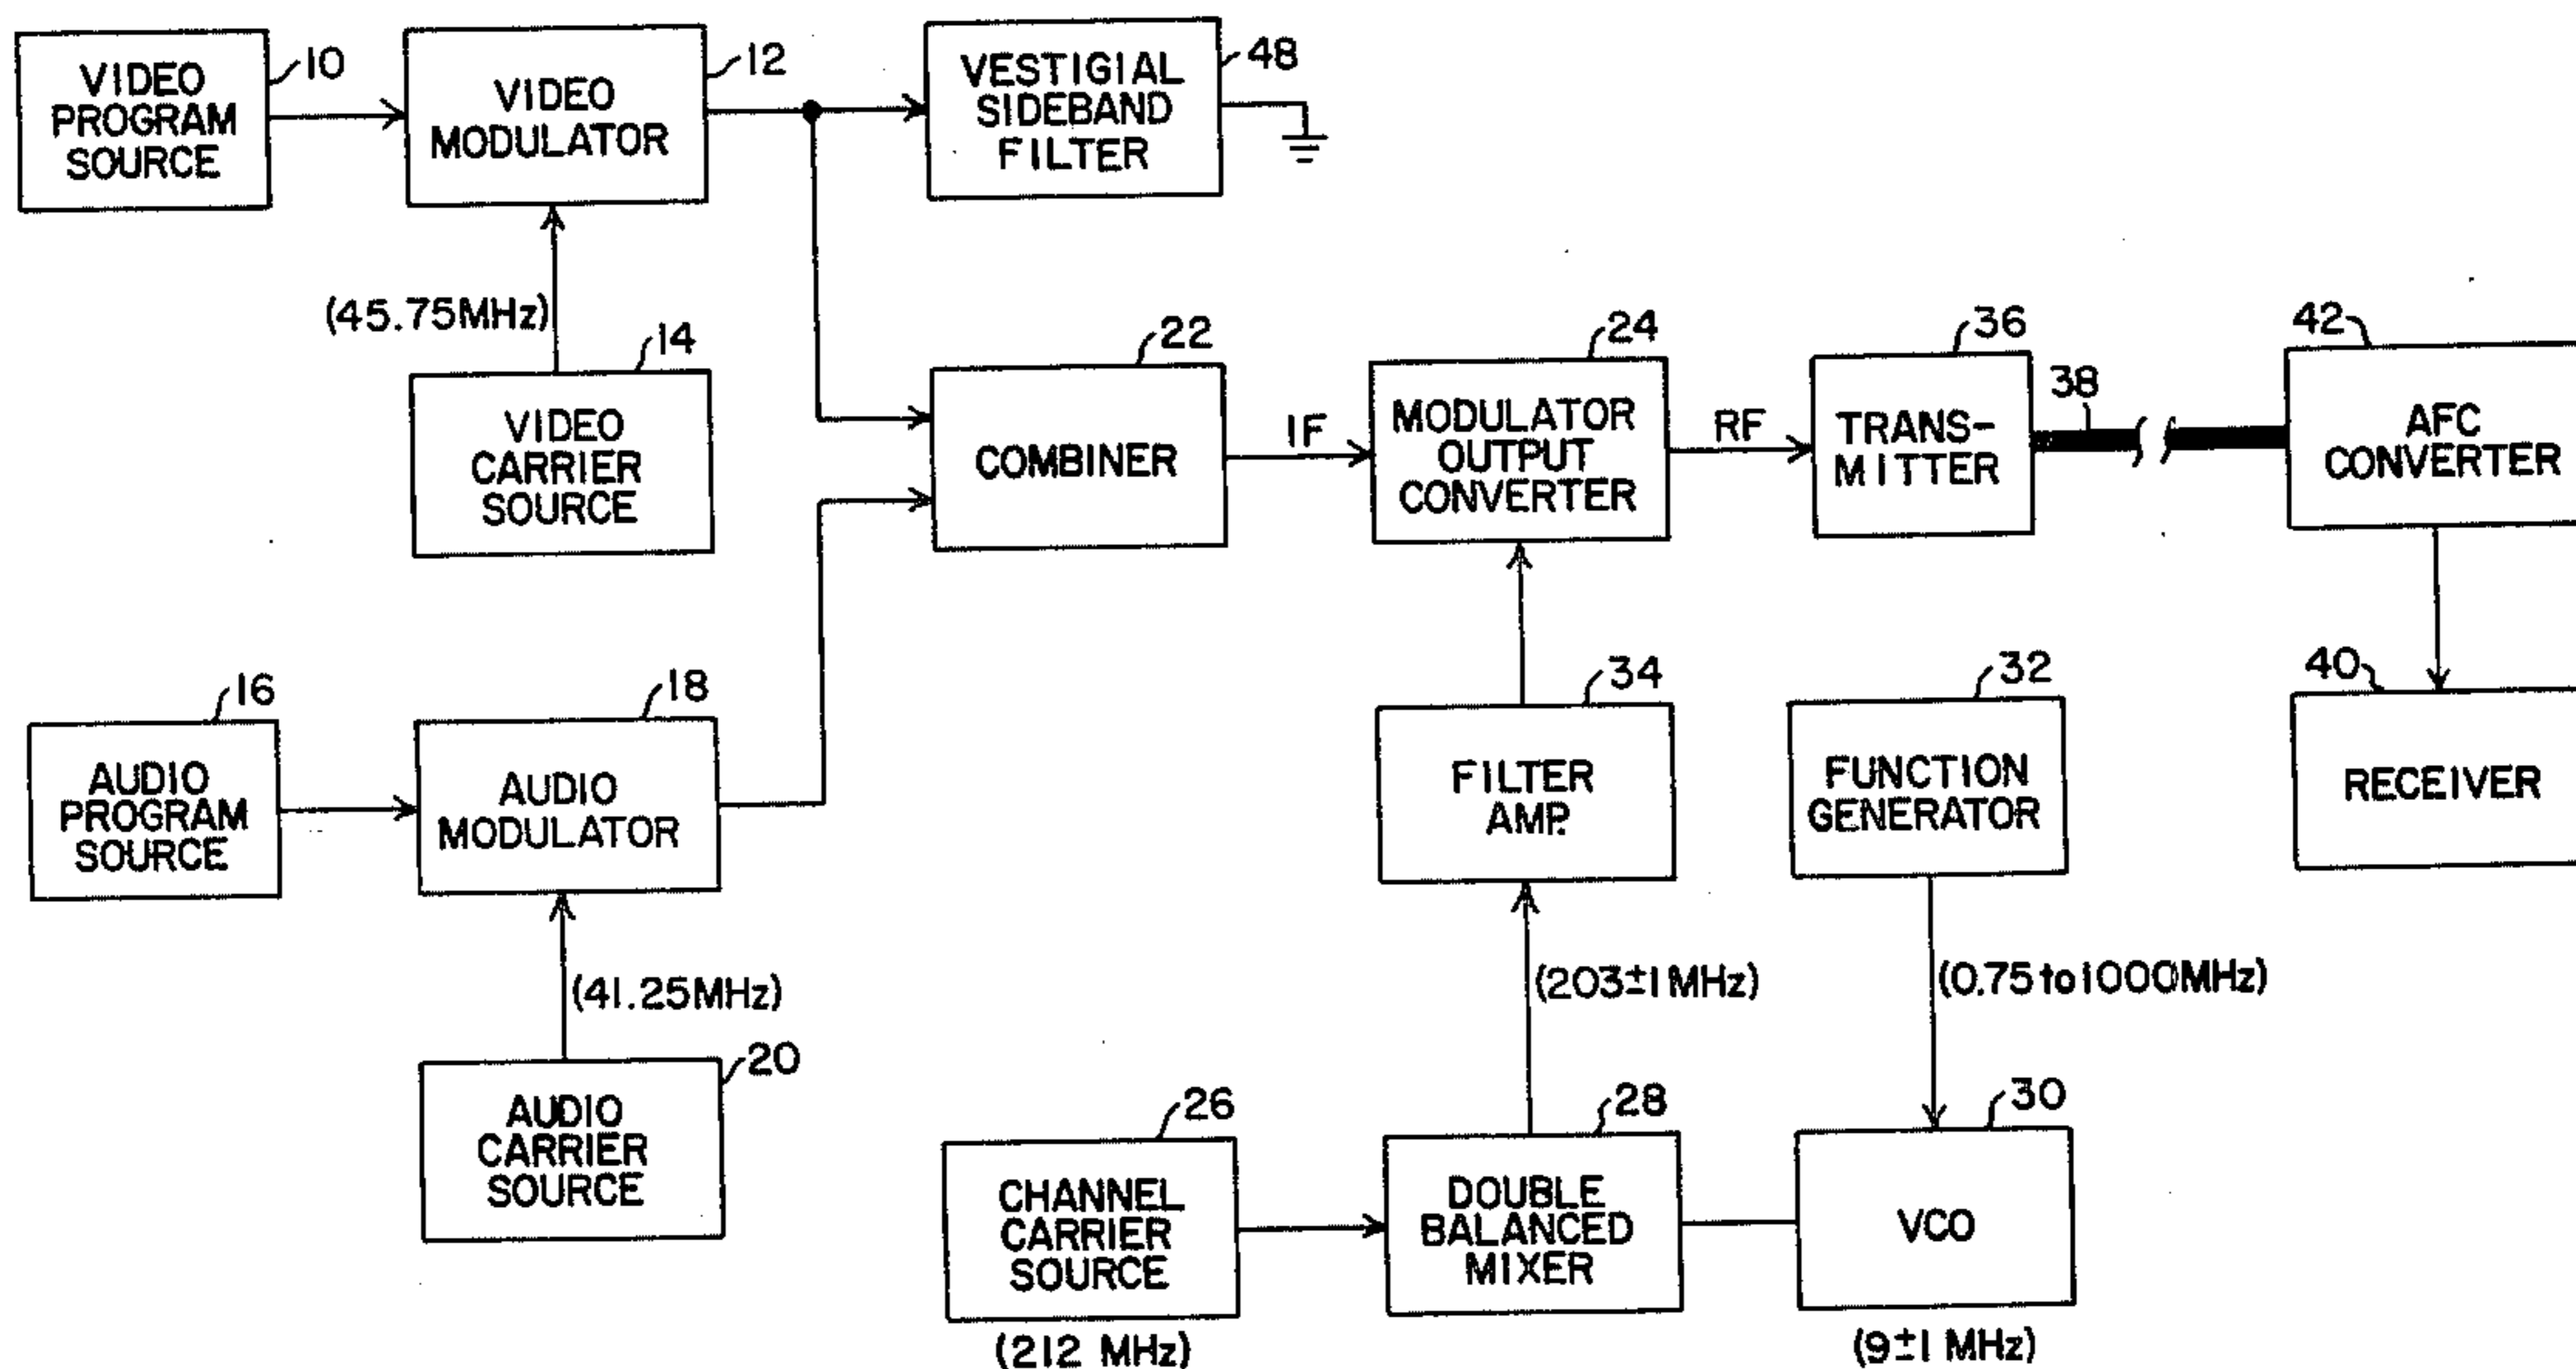 VIDEO
PROGRAM
SOURCE
10
VIDEO
MODULATOR
12
VESTIGIAL
SIDEBAND
FILTER
48
(45.75MHz)
VIDEO
CARRIER
SOURCE
14
COMBINER
22
IF
MODULATOR
OUTPUT
CONVERTER
24
RF
TRANS-
MITTER
36
38
AFC
CONVERTER
42
AUDIO
PROGRAM
SOURCE
16
AUDIO
MODULATOR
18
FILTER
AMP.
34
FUNCTION
GENERATOR
32
RECEIVER
40
(41.25MHz)
(203±1MHz)
(0.75 to 1000MHz)
AUDIO
CARRIER
SOURCE
20
CHANNEL
CARRIER
SOURCE
26
(212 MHz)
DOUBLE
BALANCED
MIXER
28
VCO
30
(9±1 MHz)